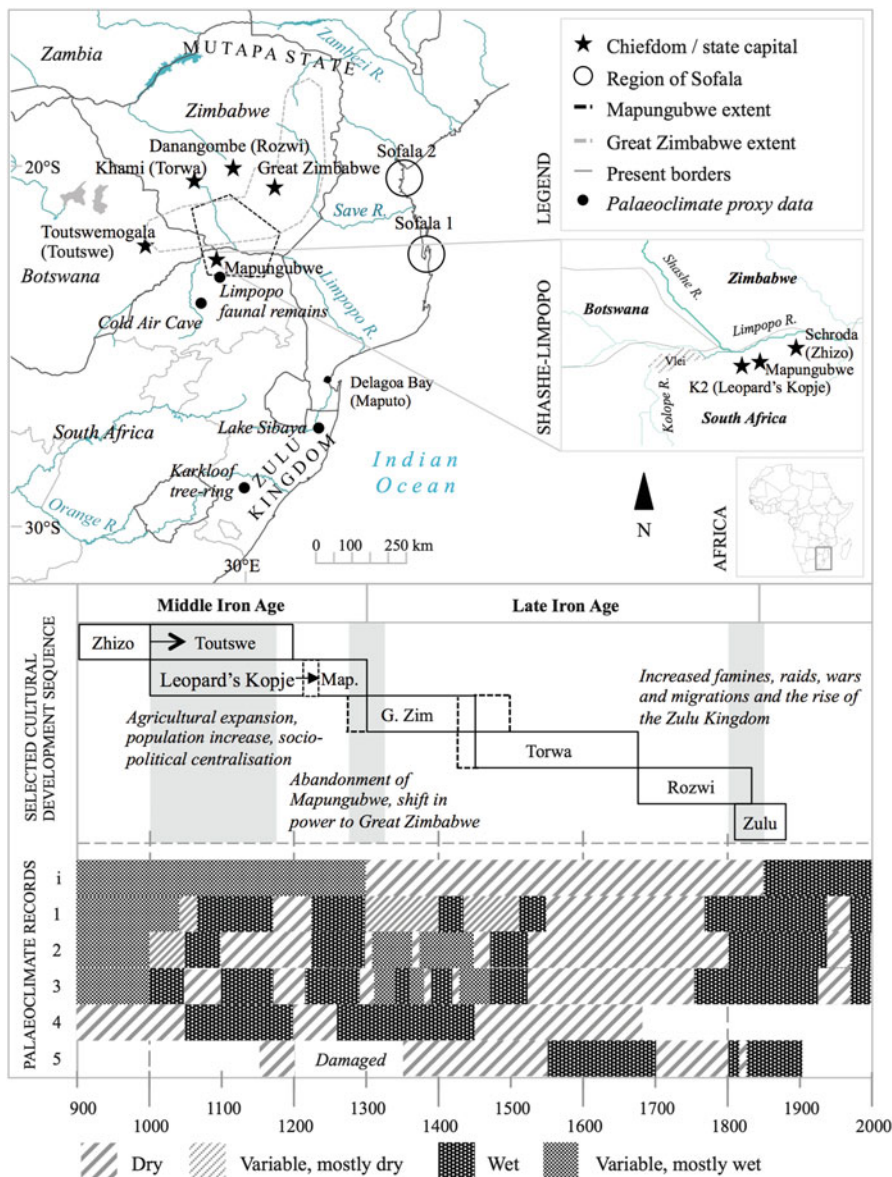 Zambia
MUTAPA STATE
Zambezi R.
Zimbabwe
Danangombe (Rozwi)
Khami (Torwa)
Great Zimbabwe
Sofala 2
20°S
Save R.
Sofala 1
Toutswemogala
(Toutswe)
Botswana
Mapungubwe
Limpopo
faunal remains
Limpopo R.
Cold Air Cave
Delagoa Bay
(Maputo)
South Africa
Lake Sibaya
ZULU
KINGDOM
Karkloof
tree-ring
Orange R.
Indian
Ocean
30°S
30°E
0 100 250 km
N
LEGEND
Chiefdom / state capital
Region of Sofala
Mapungubwe extent
Great Zimbabwe extent
Present borders
Palaeoclimate proxy data
SHASHE-LIMPOPO
Shashe R.
Zimbabwe
Botswana
Limpopo R.
Schroda
(Zhizo)
Vlei
Mapungubwe
K2 (Leopard's Kopje)
Kolope R.
South Africa
AFRICA
Middle Iron Age
Late Iron Age
SELECTED CULTURAL
DEVELOPMENT SEQUENCE
Zhizo
Toutswe
Leopard's Kopje
Map.
G. Zim
Torwa
Rozwi
Zulu
Agricultural expansion,
population increase, socio-
political centralisation
Abandonment of
Mapungubwe, shift in
power to Great Zimbabwe
Increased famines, raids, wars
and migrations and the rise of
the Zulu Kingdom
PALAEOCLIMATE RECORDS
i
1
2
3
4
5
Damaged
900 1000 1100 1200 1300 1400 1500 1600 1700 1800 1900 2000
Dry
Variable, mostly dry
Wet
Variable, mostly wet